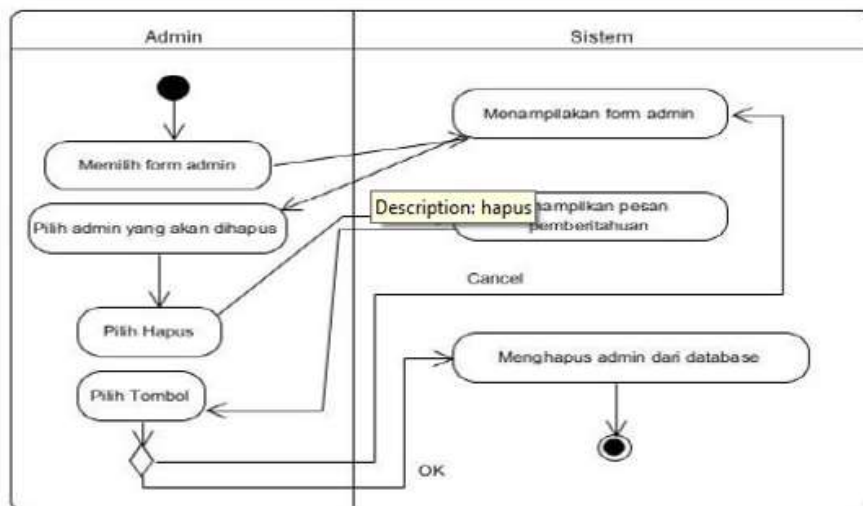 Admin
Sistem
Menampilakan form admin
Memilih form admin
Pilih admin yang akan dihapus
Description: hapus
pesan
pemberitahuan
Cancel
Pilih Hapus
Menghapus admin dari database
Pilih Tombol
OK